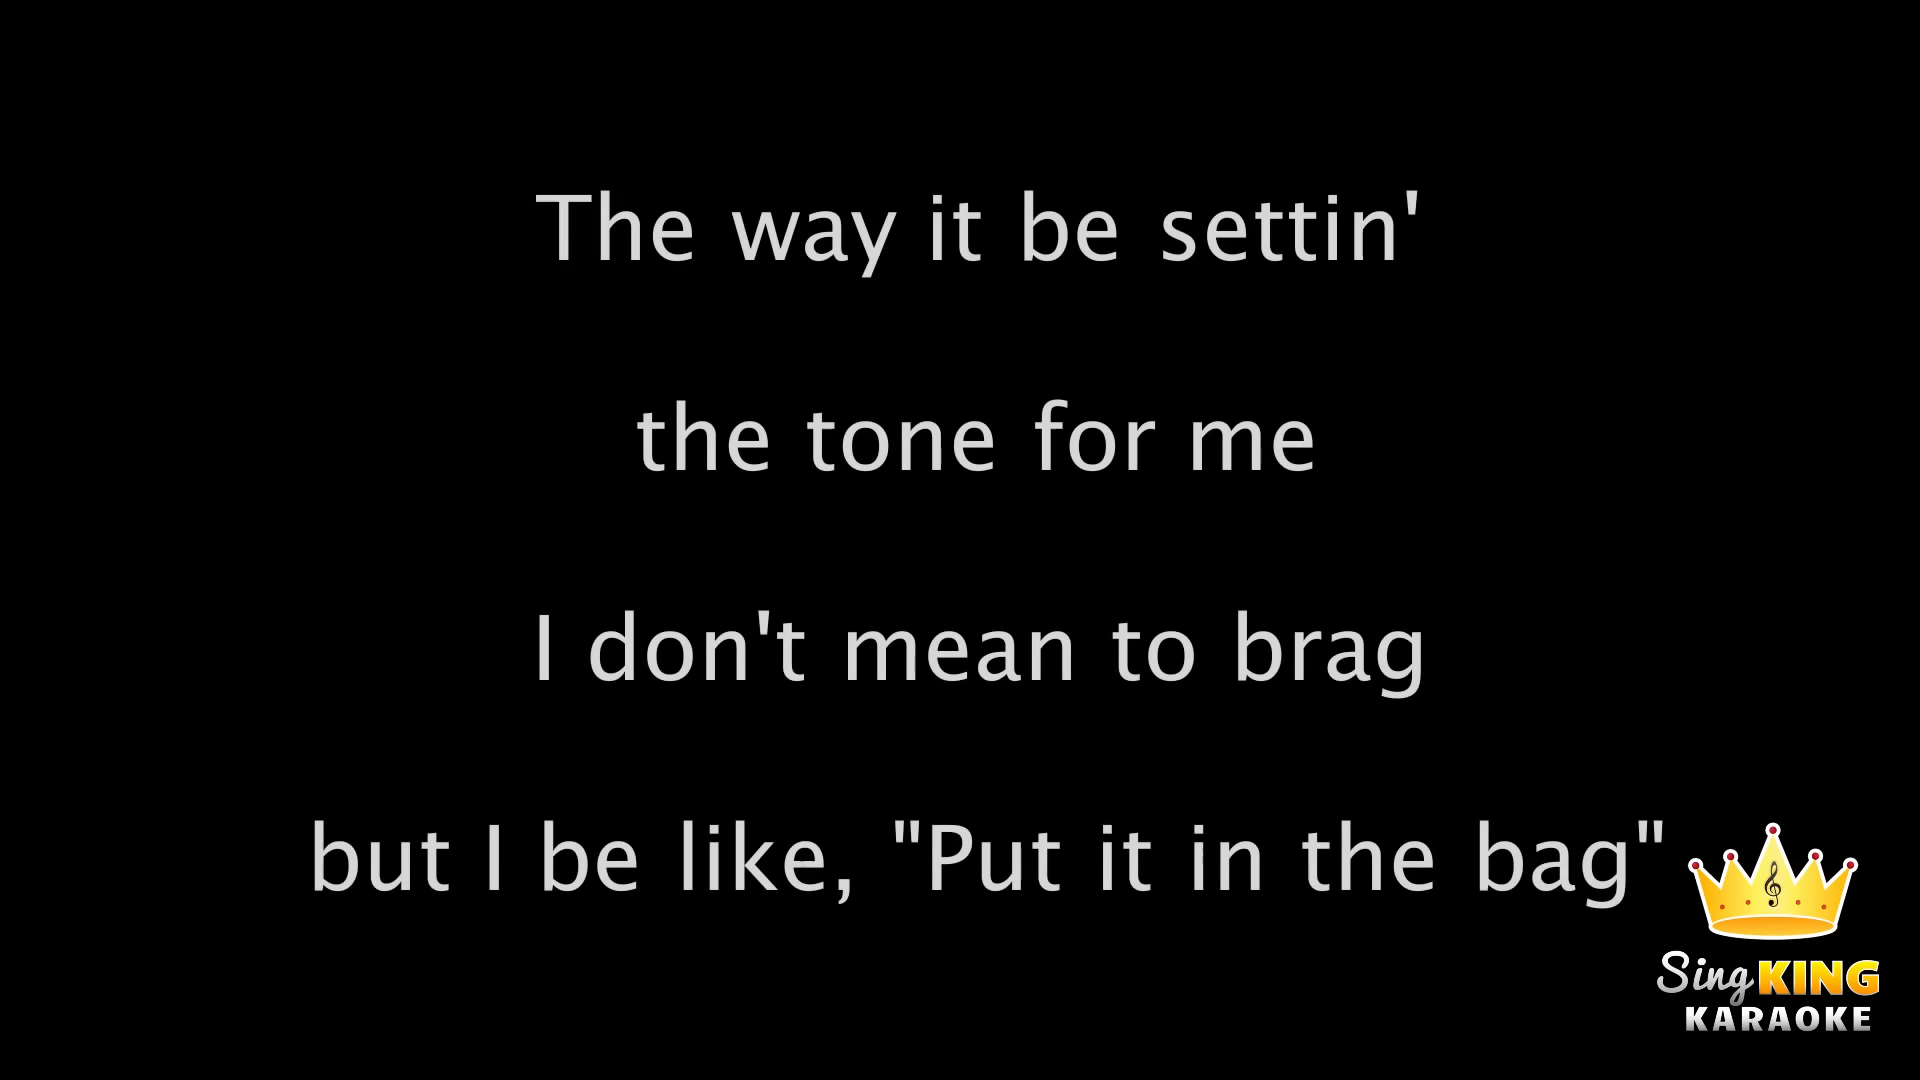 The way it be settin'
the tone for me
I don't mean to brag
but I be like, "Put it in the bag"
Sing KING
KARAOKE